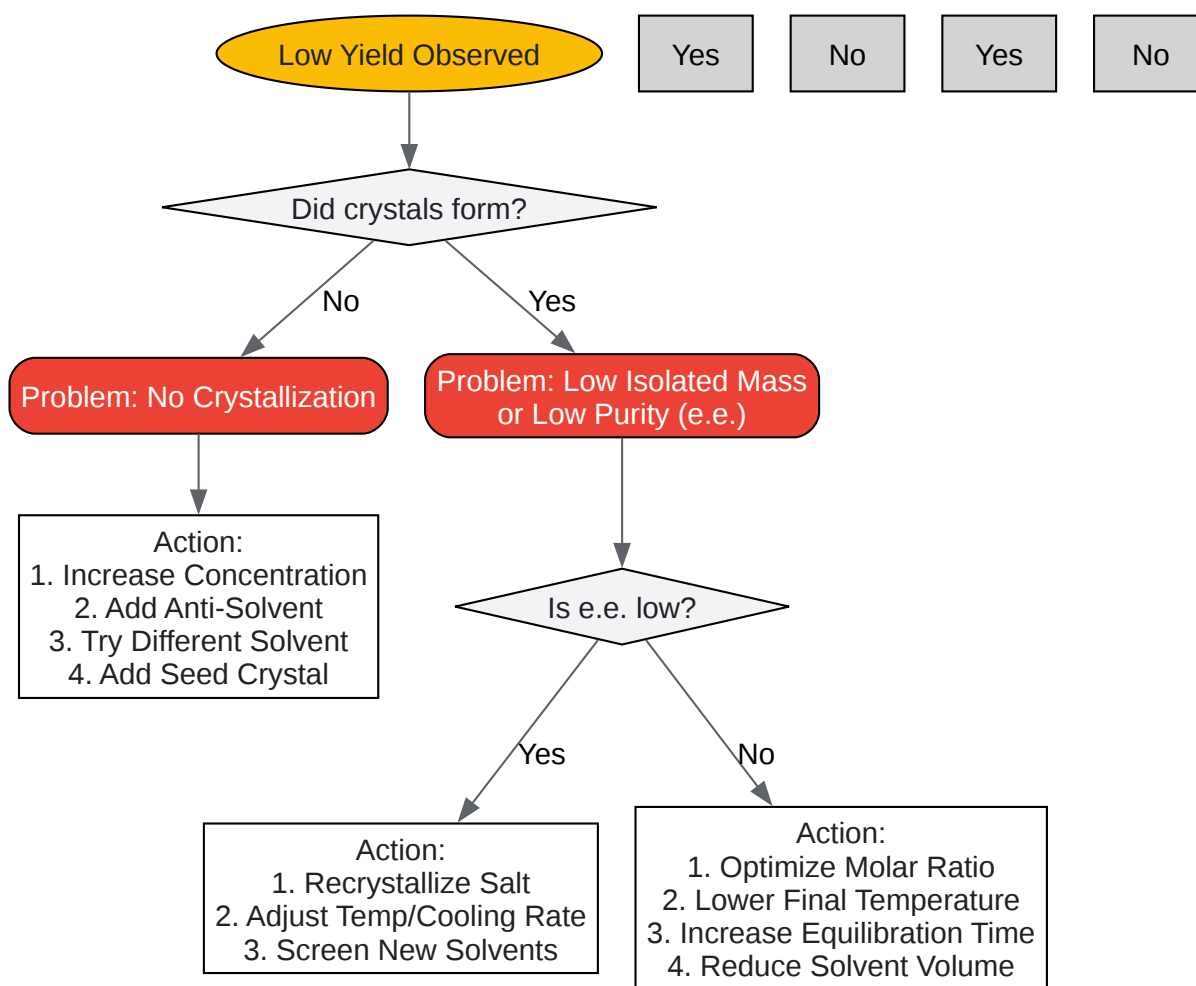 Low Yield Observed
Yes
No
Yes
No
Did crystals form?
No
Yes
Problem: No Crystallization
Problem: Low Isolated Mass
or Low Purity (e.e.)
Action:
1. Increase Concentration
2. Add Anti-Solvent
3. Try Different Solvent
4. Add Seed Crystal
Is e.e. low?
Yes
No
Action:
1. Recrystallize Salt
2. Adjust Temp/Cooling Rate
3. Screen New Solvents
Action:
1. Optimize Molar Ratio
2. Lower Final Temperature
3. Increase Equilibration Time
4. Reduce Solvent Volume